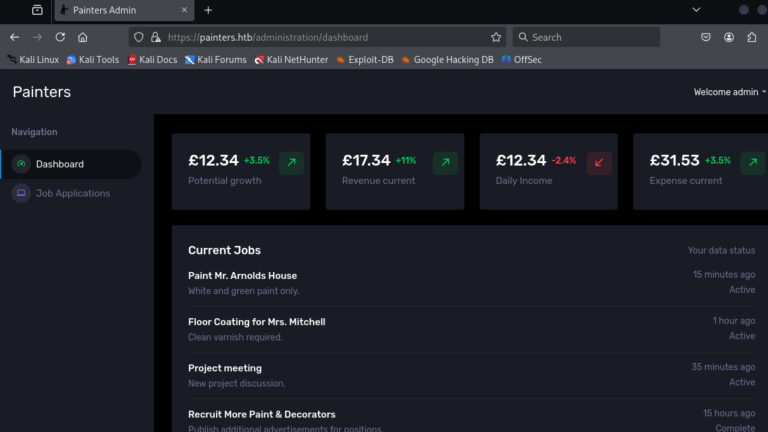 Painters Admin
https://painters.htb/administration/dashboard
Search
Kali Linux Kali Tools Kali Docs Kali Forums Kali NetHunter Exploit-DB Google Hacking DB OffSec
Painters
Welcome admin
Navigation
Dashboard
Job Applications
£12.34 +3.5%
Potential growth
£17.34 +11%
Revenue current
£12.34 -2.4%
Daily Income
£31.53 +3.5%
Expense current
Current Jobs
Your data status
Paint Mr. Arnolds House
15 minutes ago
White and green paint only.
Active
Floor Coating for Mrs. Mitchell
1 hour ago
Clean varnish required.
Active
Project meeting
35 minutes ago
New project discussion.
Active
Recruit More Paint & Decorators
15 hours ago
Publish additional advertisements for positions.
Complete